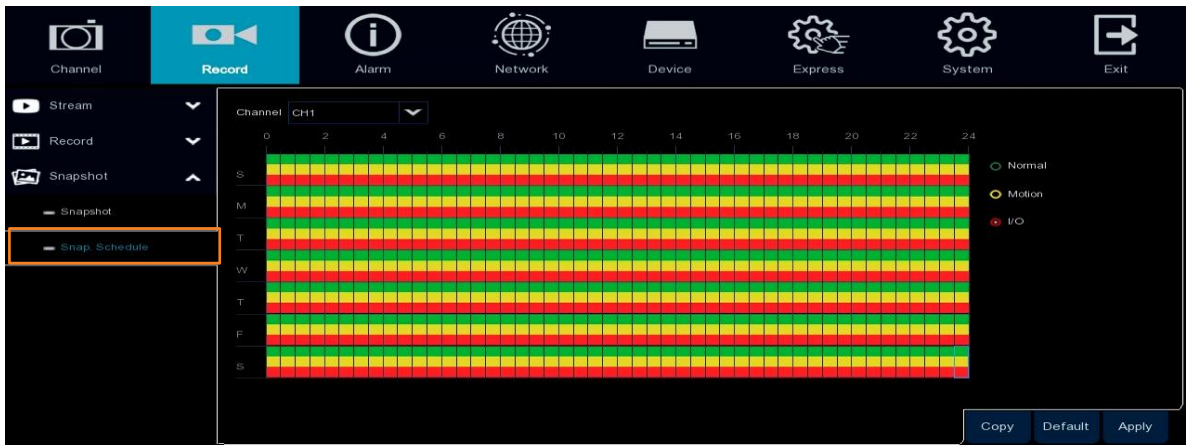 Channel Record Alarm Network Device Express System Exit
Stream
Record
Snapshot
Snapshot
Snap. Schedule
Channel CH1
0 2 4 6 8 10 12 14 16 18 20 22 24
S
M
T
W
T
F
S
Normal
Motion
I/O
Copy Default Apply